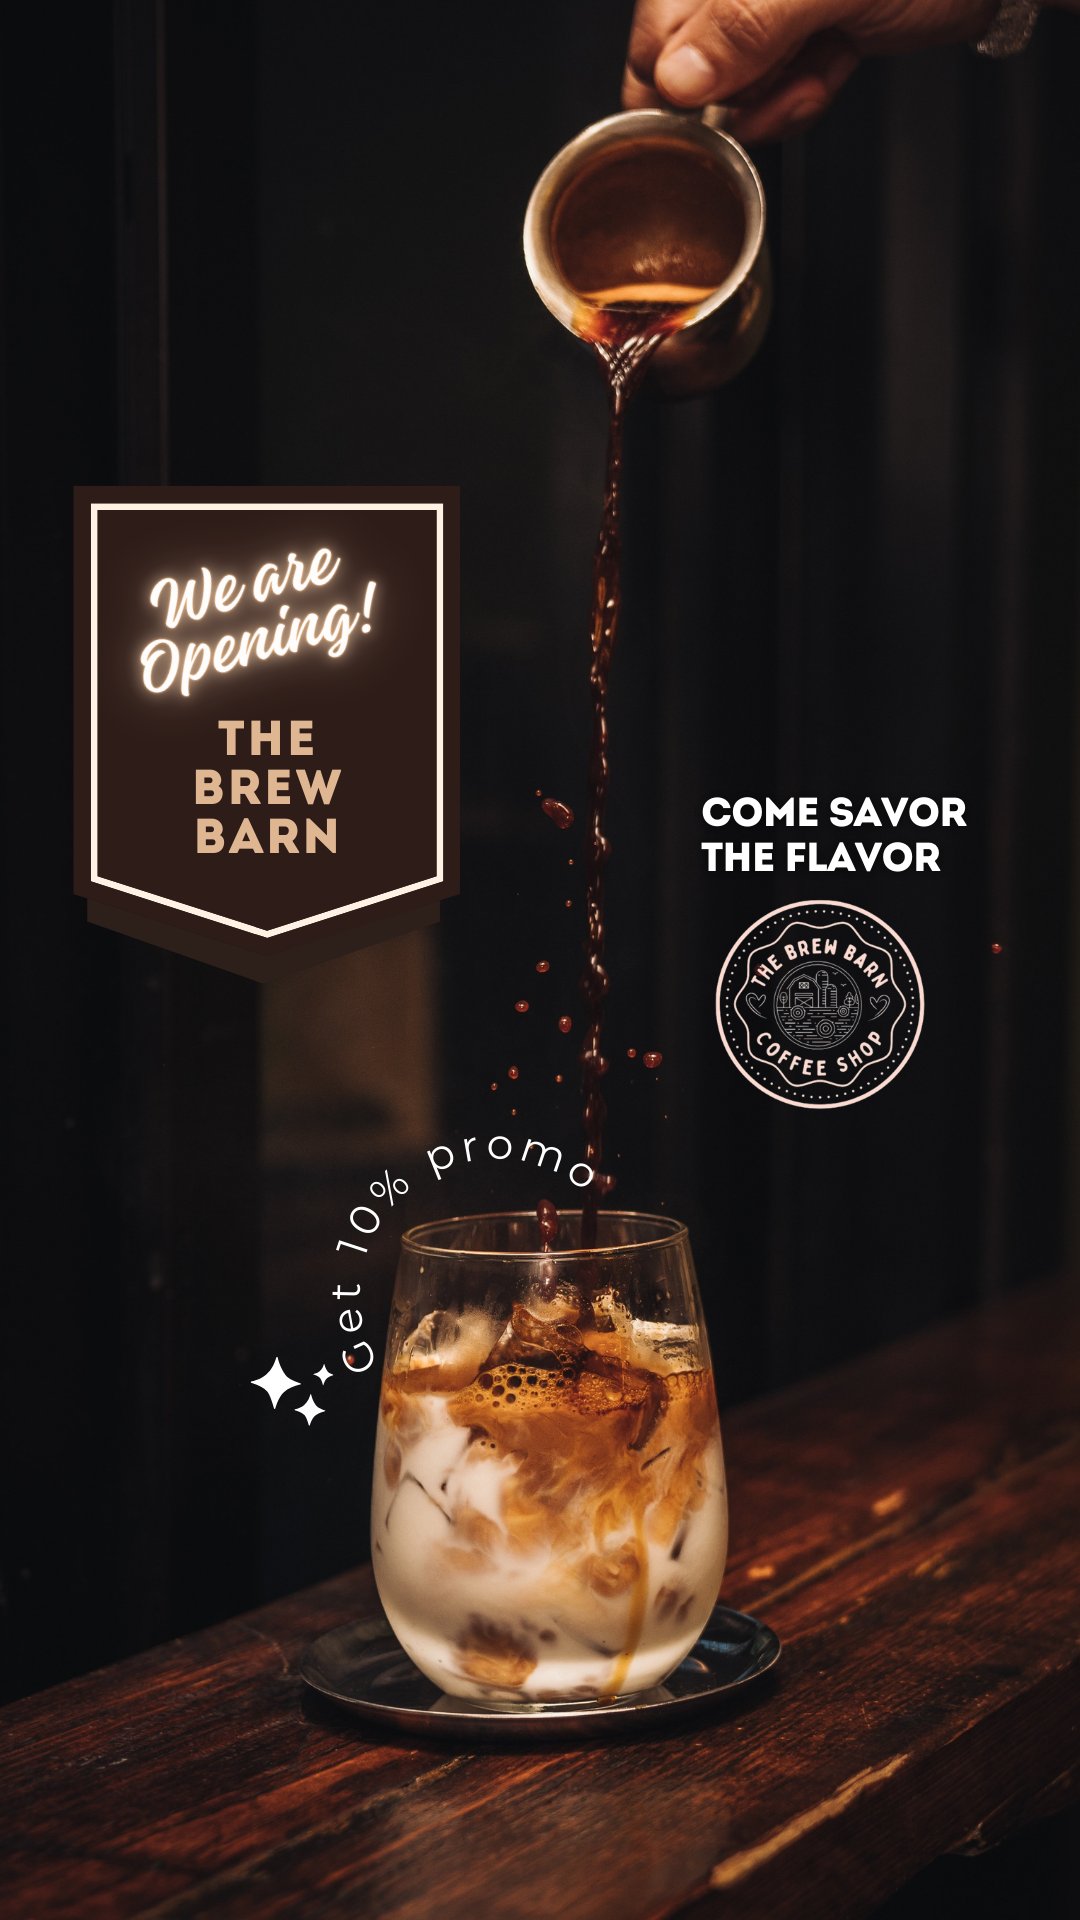 We are
Opening!
THE
BREW
BARN
COME SAVOR
THE FLAVOR
THE BREW BARN
COFFEE SHOP
Get 10% promo